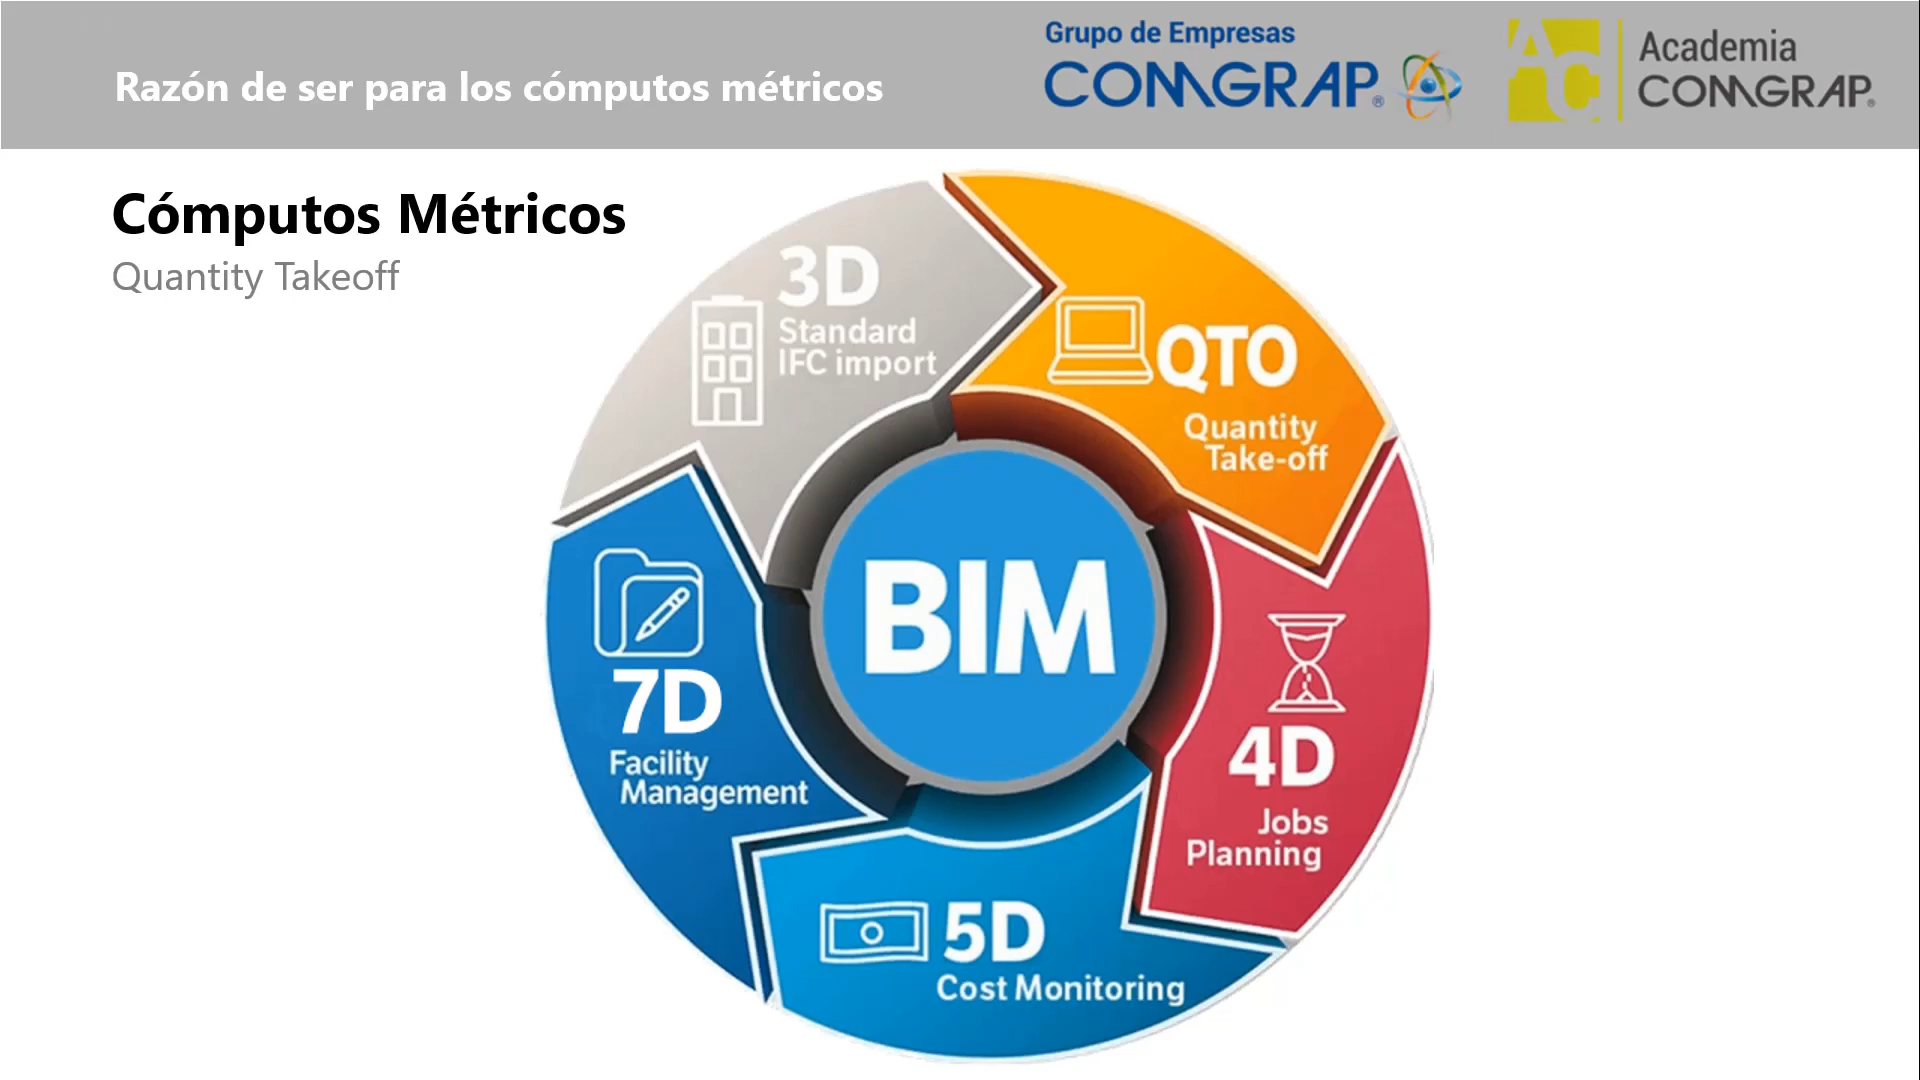 Razón de ser para los cómputos métricos
Grupo de Empresas
COMGRAP®
AC
Academia
COMGRAP®
Cómputos Métricos
Quantity Takeoff
3D
Standard
IFC import
QTO
Quantity
Take-off
BIM
7D
Facility
Management
4D
Jobs
Planning
5D
Cost Monitoring